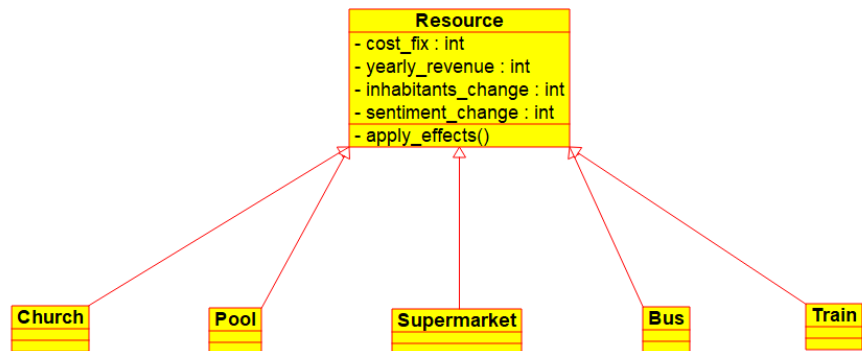 Resource
- cost_fix : int
- yearly_revenue : int
- inhabitants_change : int
- sentiment_change : int
- apply_effects()
Church
Pool
Supermarket
Bus
Train